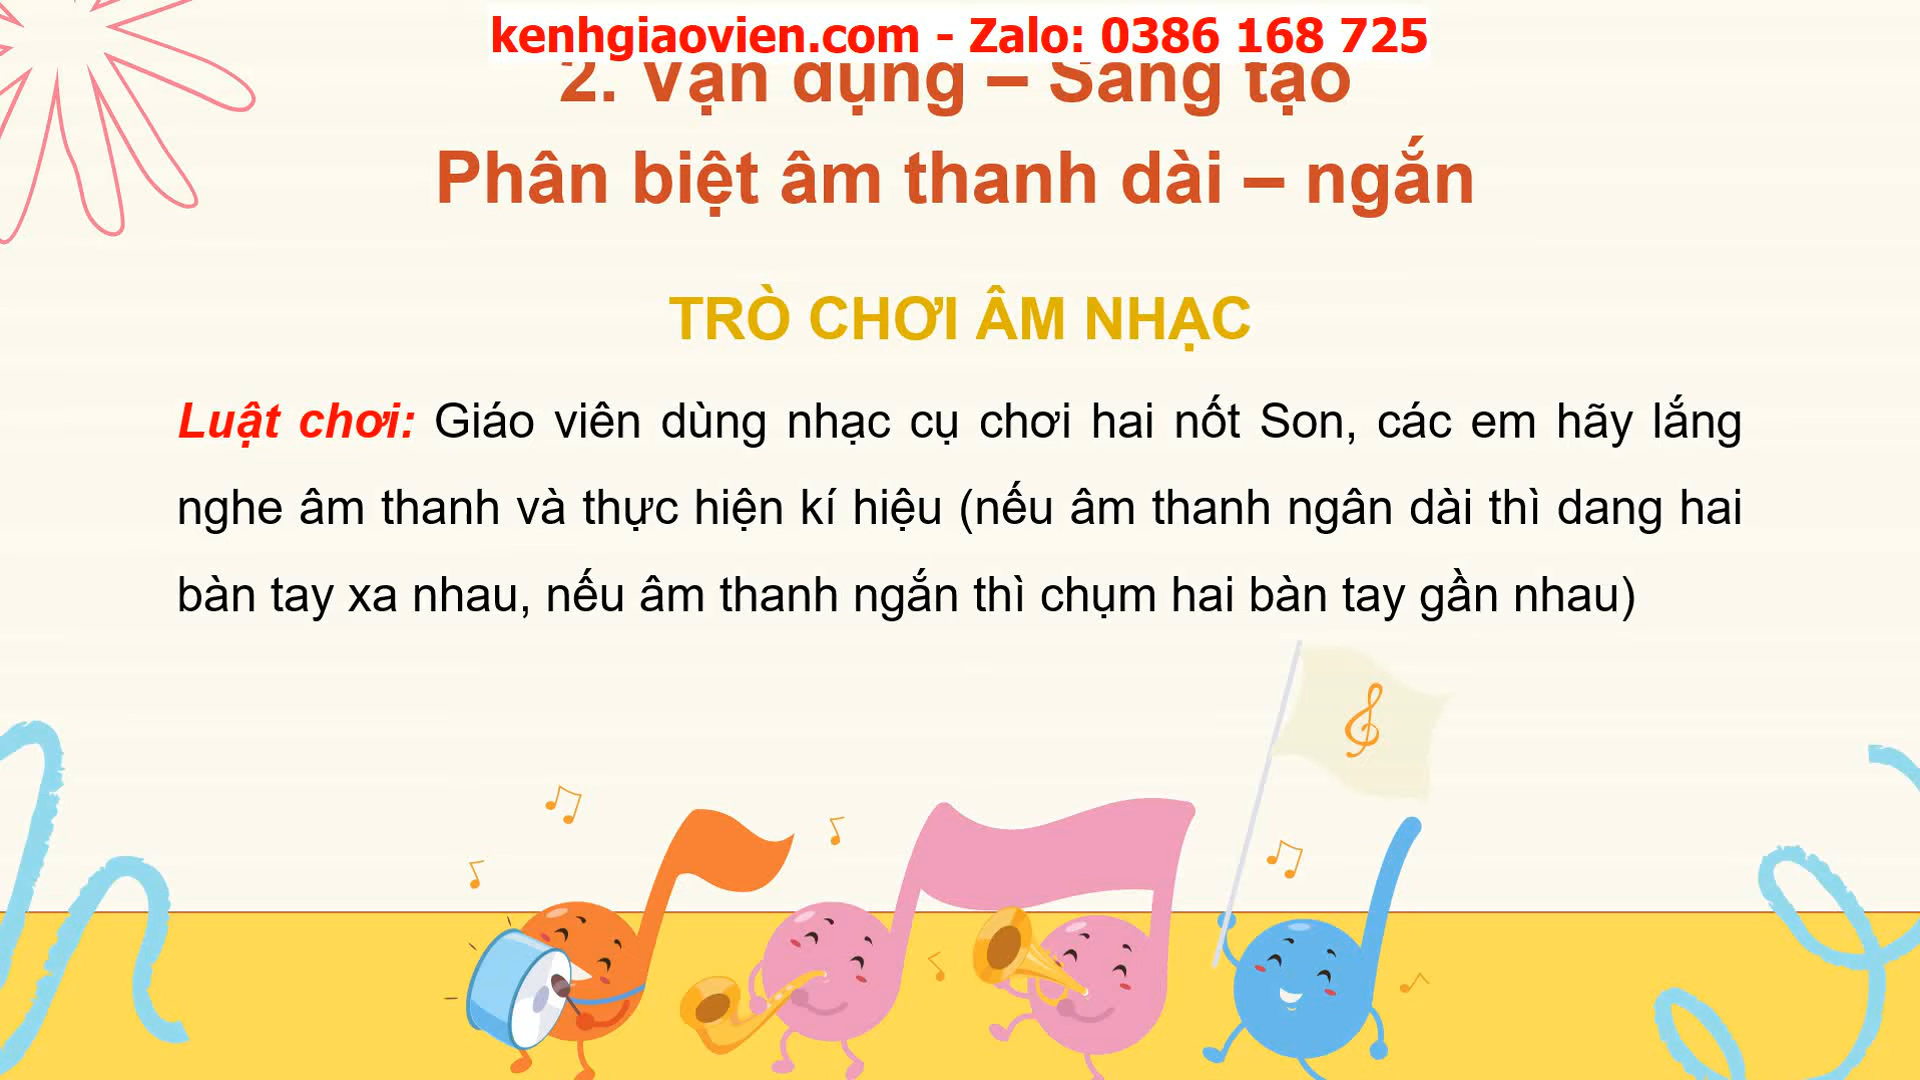 kenhgiaovien.com - Zalo: 0386 168 725
2. Vận dụng – Sáng tạo
Phân biệt âm thanh dài – ngắn
TRÒ CHƠI ÂM NHẠC
Luật chơi: Giáo viên dùng nhạc cụ chơi hai nốt Son, các em hãy lắng
nghe âm thanh và thực hiện kí hiệu (nếu âm thanh ngân dài thì dang hai
bàn tay xa nhau, nếu âm thanh ngắn thì chụm hai bàn tay gần nhau)